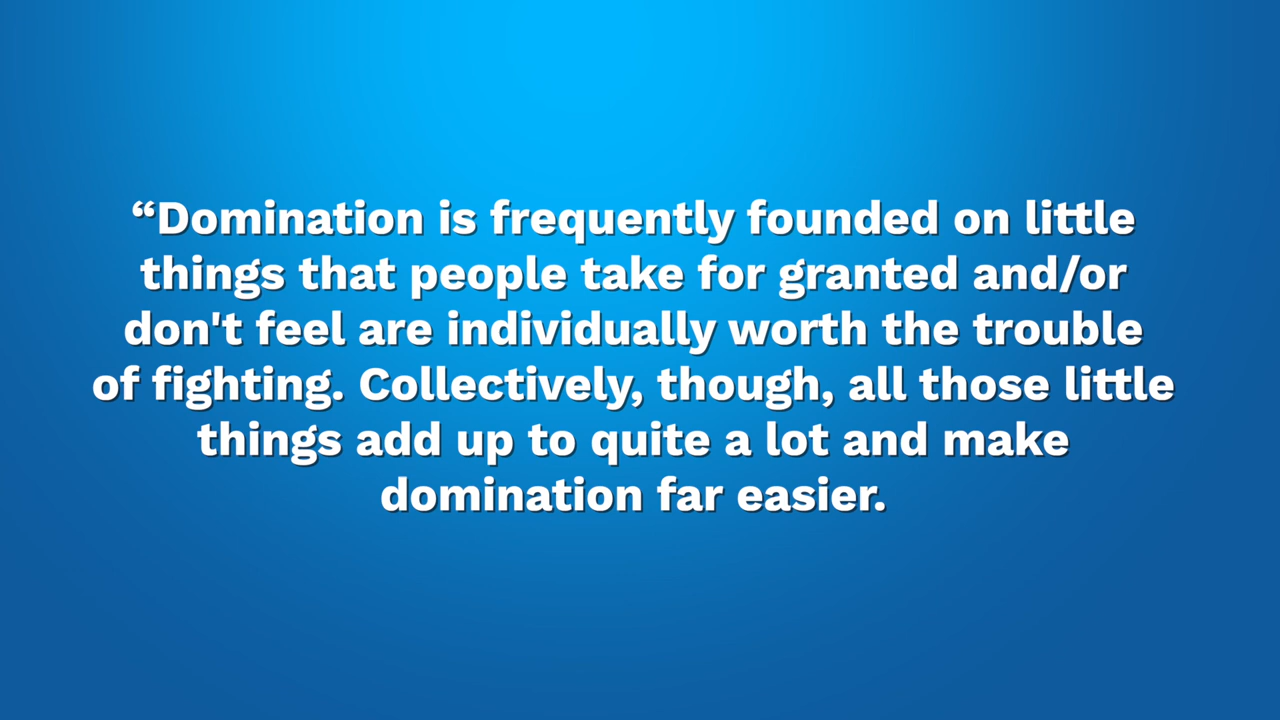 “Domination is frequently founded on little
things that people take for granted and/or
don't feel are individually worth the trouble
of fighting. Collectively, though, all those little
things add up to quite a lot and make
domination far easier.